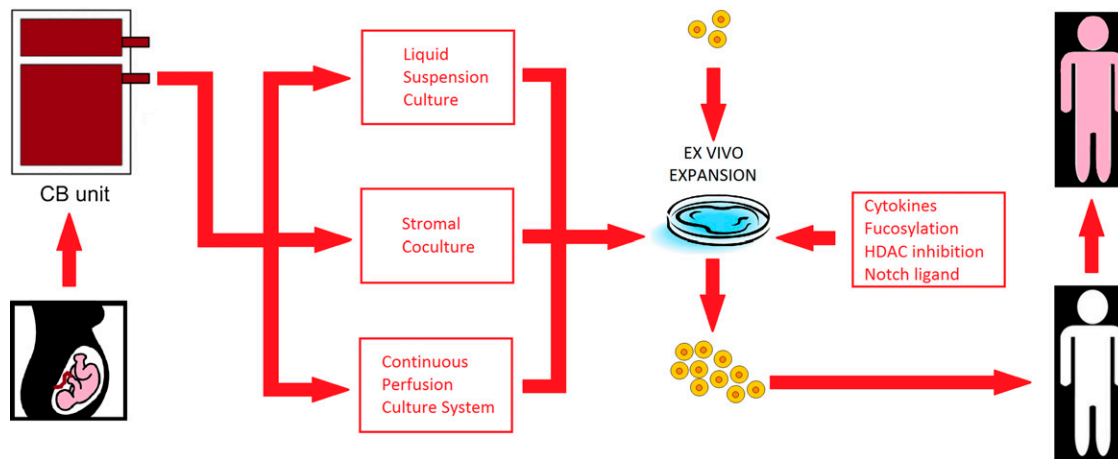 CB unit
Liquid
Suspension
Culture
Stromal
Coculture
Continuous
Perfusion
Culture System
EX VIVO
EXPANSION
Cytokines
Fucosylation
HDAC inhibition
Notch ligand